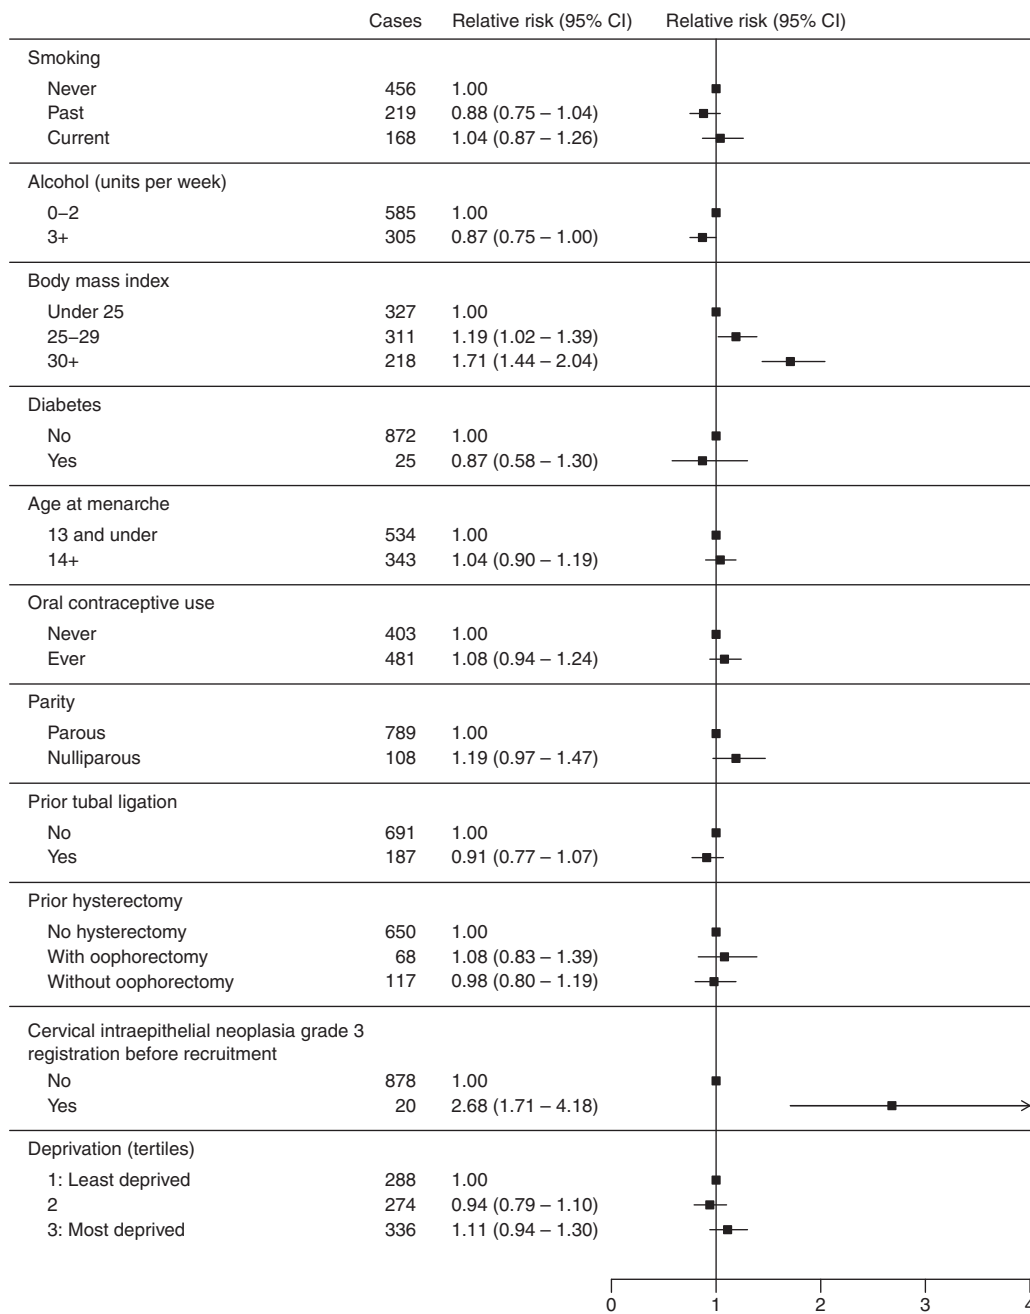 Cases Relative risk (95% CI) Relative risk (95% CI)
Smoking
Never 456 1.00
Past 219 0.88 (0.75 – 1.04)
Current 168 1.04 (0.87 – 1.26)
Alcohol (units per week)
0–2 585 1.00
3+ 305 0.87 (0.75 – 1.00)
Body mass index
Under 25 327 1.00
25–29 311 1.19 (1.02 – 1.39)
30+ 218 1.71 (1.44 – 2.04)
Diabetes
No 872 1.00
Yes 25 0.87 (0.58 – 1.30)
Age at menarche
13 and under 534 1.00
14+ 343 1.04 (0.90 – 1.19)
Oral contraceptive use
Never 403 1.00
Ever 481 1.08 (0.94 – 1.24)
Parity
Parous 789 1.00
Nulliparous 108 1.19 (0.97 – 1.47)
Prior tubal ligation
No 691 1.00
Yes 187 0.91 (0.77 – 1.07)
Prior hysterectomy
No hysterectomy 650 1.00
With oophorectomy 68 1.08 (0.83 – 1.39)
Without oophorectomy 117 0.98 (0.80 – 1.19)
Cervical intraepithelial neoplasia grade 3
registration before recruitment
No 878 1.00
Yes 20 2.68 (1.71 – 4.18)
Deprivation (tertiles)
1: Least deprived 288 1.00
2 274 0.94 (0.79 – 1.10)
3: Most deprived 336 1.11 (0.94 – 1.30)
0 1 2 3 4